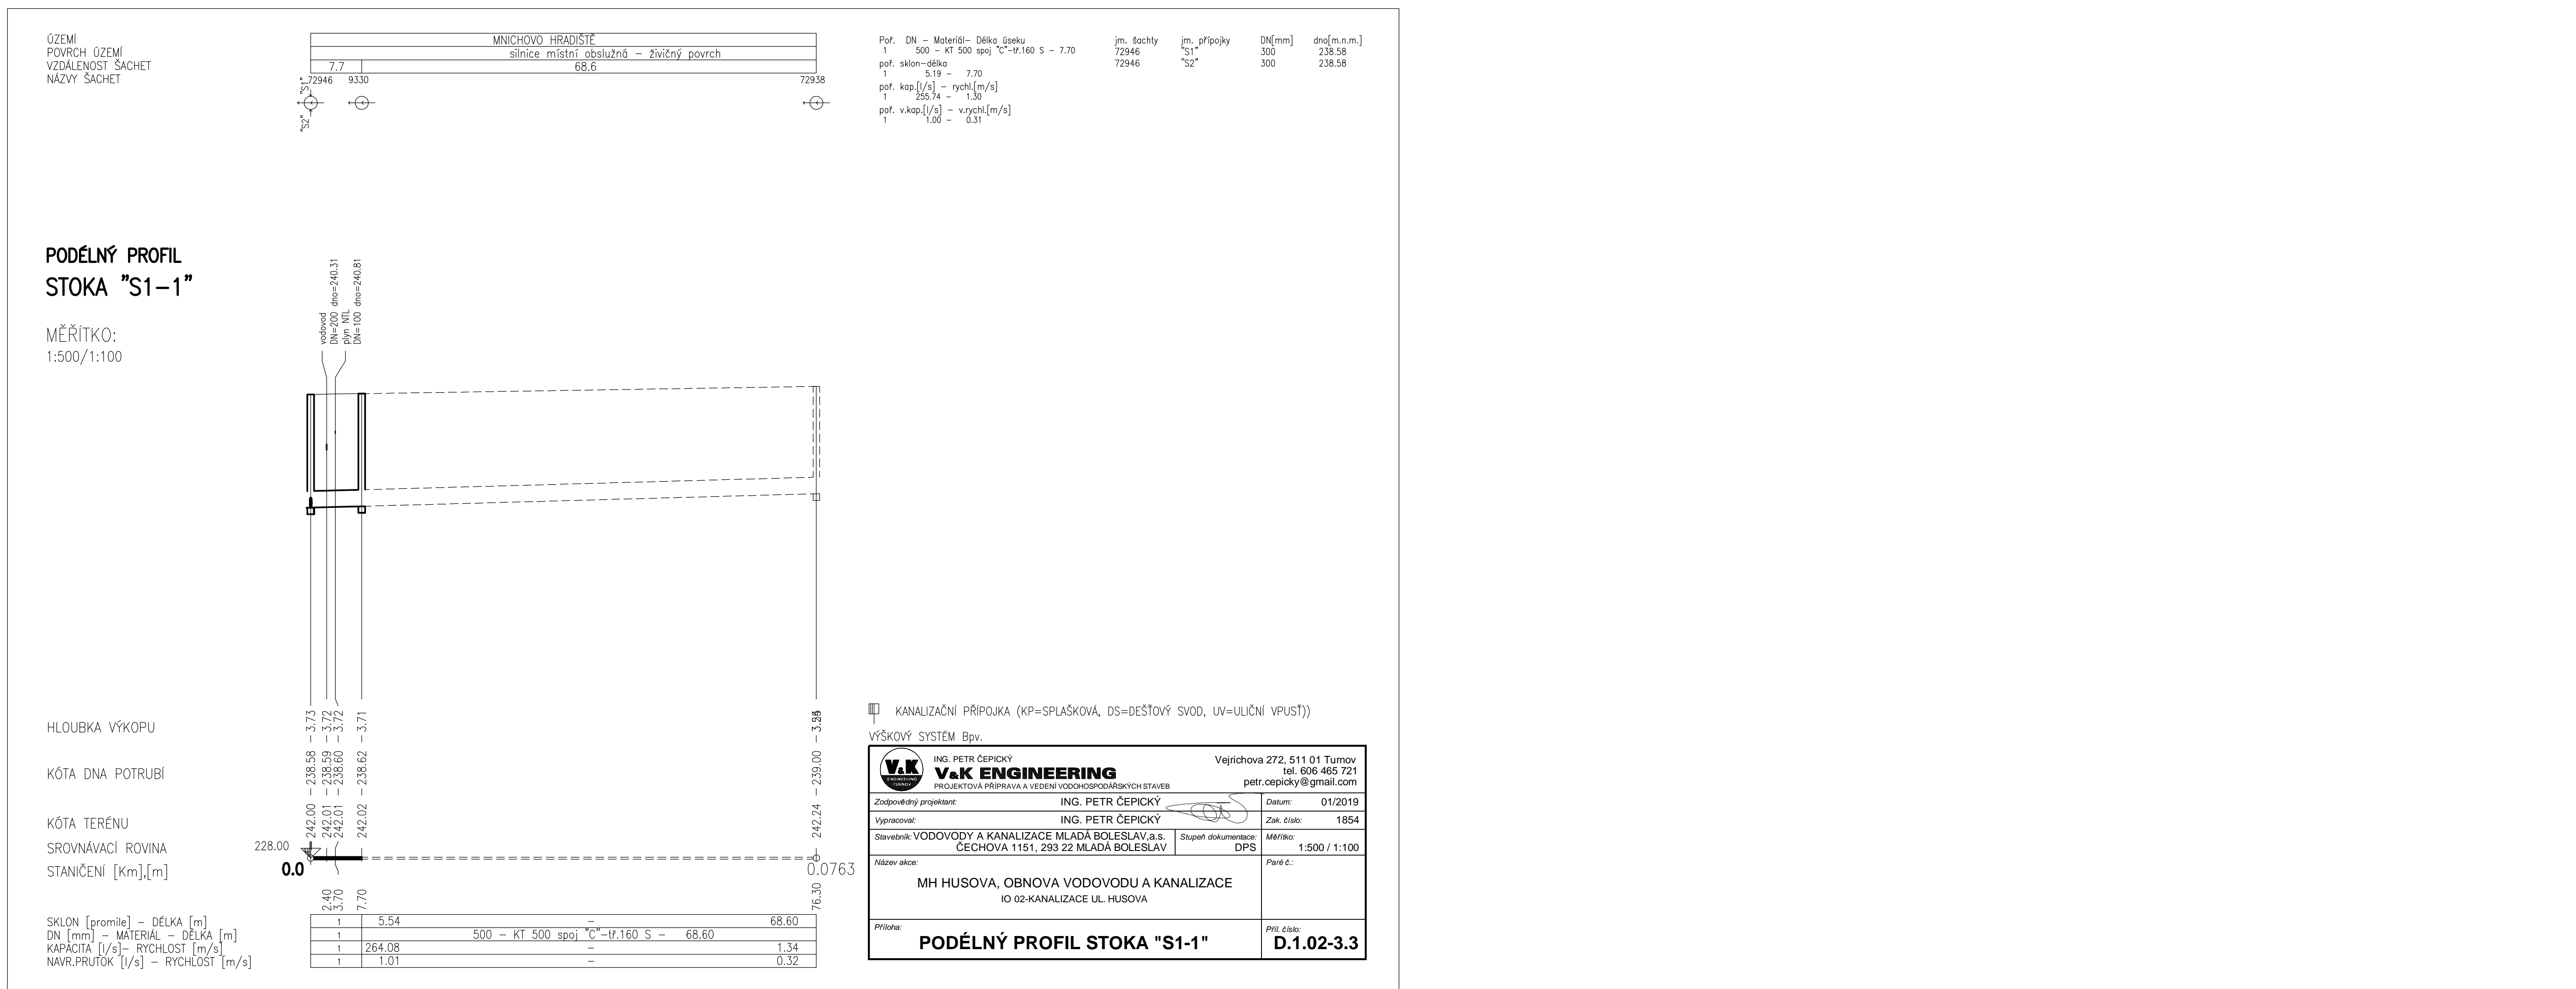 ÚZEMÍ
POVRCH ÚZEMÍ
VZDÁLENOST ŠACHET
NÁZVY ŠACHET
MNICHOVO HRADIŠTĚ
silnice místní obslužná – živičný povrch
7.7 68.6
72946 9330 72938
"S1"
"S2"
Poř. DN – Materiál– Délka úseku
1 500 – KT 500 spoj "C"–tř.160 S – 7.70
poř. sklon–délka
1 5.19 – 7.70
poř. kap.[l/s] – rychl.[m/s]
1 255.74 – 1.30
poř. v.kap.[l/s] – v.rychl.[m/s]
1 1.00 – 0.31
jm. šachty jm. přípojky DN[mm] dno[m.n.m.]
72946 "S1" 300 238.58
72946 "S2" 300 238.58
PODÉLNÝ PROFIL
STOKA "S1–1"
MĚŘÍTKO:
1:500/1:100
vodovod
DN=200 dno=240.31
plyn NTL
DN=100 dno=240.81
HLOUBKA VÝKOPU
– 3.73
– 3.72
– 3.72
– 3.71
KÓTA DNA POTRUBÍ
– 238.58
– 238.59
– 238.60
– 238.62
– 239.00
KÓTA TERÉNU
242.00
242.01
242.01
242.02
242.24
SROVNÁVACÍ ROVINA
228.00
STANIČENÍ [Km],[m]
0.0
0.0763
2.40
3.70
7.70
76.30
SKLON [promile] – DÉLKA [m]
1 5.54 – 68.60
DN [mm] – MATERIÁL – DÉLKA [m]
1 500 – KT 500 spoj "C"–tř.160 S – 68.60
KAPACITA [l/s]– RYCHLOST [m/s]
1 264.08 – 1.34
NAVR.PRUTOK [l/s] – RYCHLOST [m/s]
1 1.01 – 0.32
KANALIZAČNÍ PŘÍPOJKA (KP=SPLAŠKOVÁ, DS=DEŠŤOVÝ SVOD, UV=ULIČNÍ VPUSŤ))
VÝŠKOVÝ SYSTÉM Bpv.
V&K
ENGINEERING
TURNOV
ING. PETR ČEPICKÝ
V&K ENGINEERING
PROJEKTOVÁ PŘÍPRAVA A VEDENÍ VODOHOSPODÁŘSKÝCH STAVEB
Vejrichova 272, 511 01 Turnov
tel. 606 465 721
petr.cepicky@gmail.com
Zodpovědný projektant: ING. PETR ČEPICKÝ
Datum: 01/2019
Vypracoval: ING. PETR ČEPICKÝ
Zak. číslo: 1854
Stavebník: VODOVODY A KANALIZACE MLADÁ BOLESLAV,a.s.
ČECHOVA 1151, 293 22 MLADÁ BOLESLAV
Stupeň dokumentace:
DPS
Měřítko:
1:500 / 1:100
Název akce:
MH HUSOVA, OBNOVA VODOVODU A KANALIZACE
IO 02-KANALIZACE UL. HUSOVA
Paré č.:
Příloha:
PODÉLNÝ PROFIL STOKA "S1-1"
Příl. číslo:
D.1.02-3.3